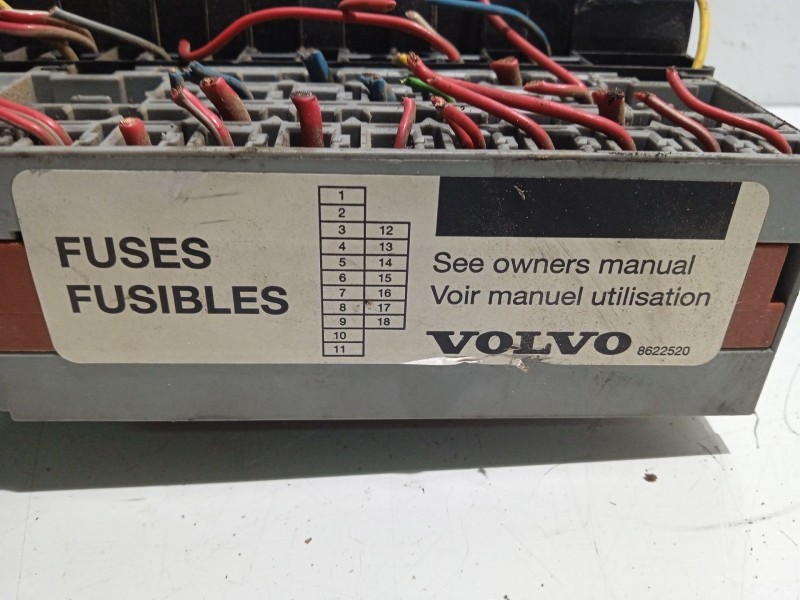 FUSES
FUSIBLES
1
2
3 12
4 13
5 14
6 15
7 16
8 17
9 18
10
11
See owners manual
Voir manuel utilisation
VOLVO 8622520